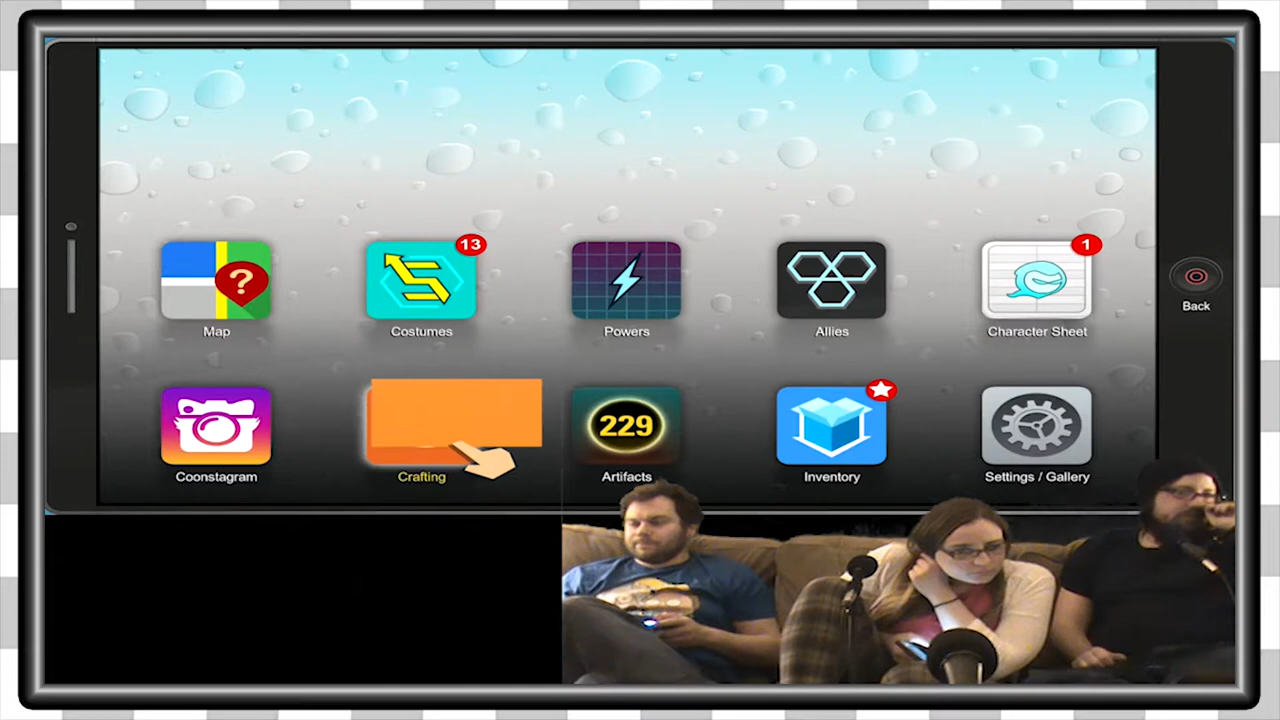 13
1
?
Map
Costumes
Powers
Allies
Character Sheet
Back
229
Coonstagram
Crafting
Artifacts
Inventory
Settings / Gallery